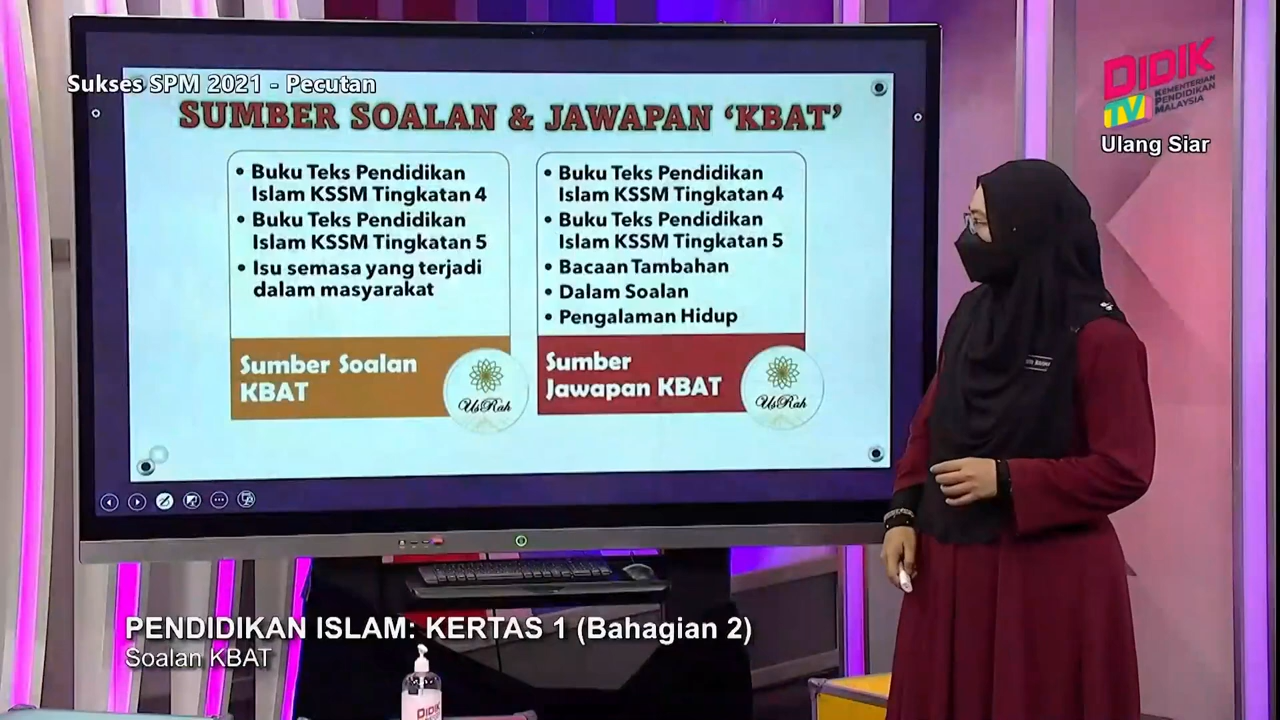 Sukses SPM 2021 - Pecutan
SUMBER SOALAN & JAWAPAN ‘KBAT’
• Buku Teks Pendidikan
Islam KSSM Tingkatan 4
• Buku Teks Pendidikan
Islam KSSM Tingkatan 5
• Isu semasa yang terjadi
dalam masyarakat
Sumber Soalan
KBAT
UsRah
• Buku Teks Pendidikan
Islam KSSM Tingkatan 4
• Buku Teks Pendidikan
Islam KSSM Tingkatan 5
• Bacaan Tambahan
• Dalam Soalan
• Pengalaman Hidup
Sumber
Jawapan KBAT
UsRah
DIDIK
TV
KEMENTERIAN
PENDIDIKAN
MALAYSIA
Ulang Siar
PENDIDIKAN ISLAM: KERTAS 1 (Bahagian 2)
Soalan KBAT
DIDIK